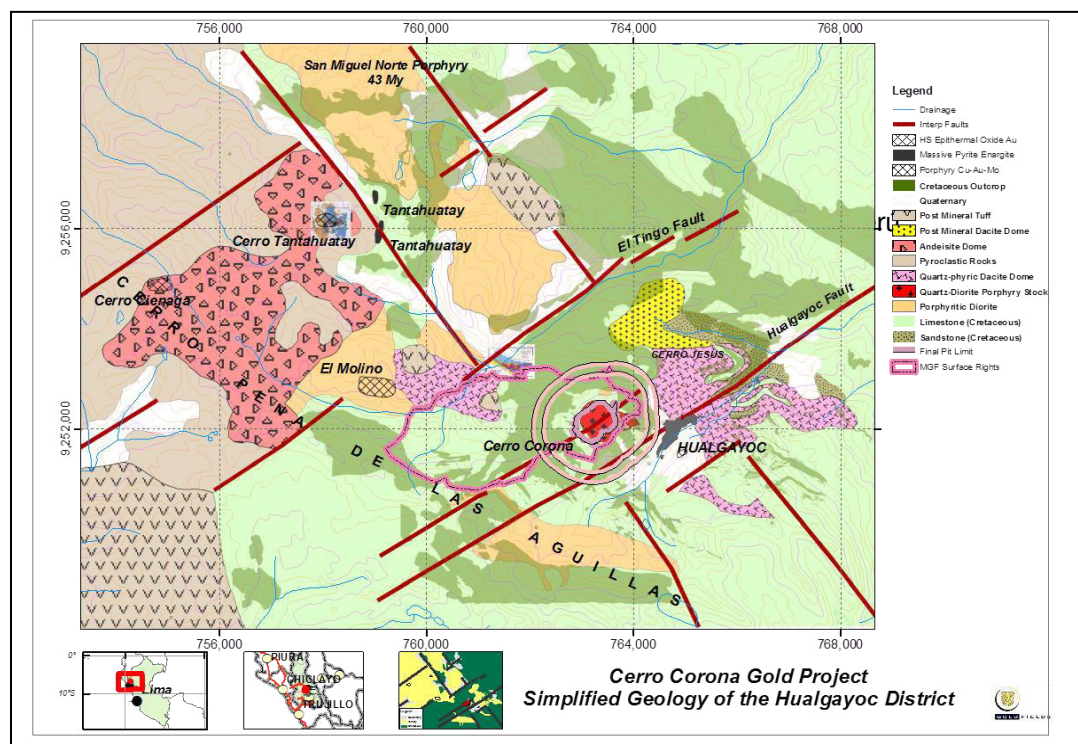 756,000
760,000
764,000
768,000
San Miguel Norte Porphyry
43 My
Tantahuatay
Cerro Tantahuatay
Tantahuatay
El Tingo Fault
9,256,000
ru
Cerro Cienaga
Hualgayoc Fault
CERRO JESUS
El Molino
9,252,000
Cerro Corona
HUALGAYOC
CERRO PENA DE LAS AGUILLAS
756,000
760,000
764,000
768,000
Legend
Drainage
Interp Faults
HS Epithermal Oxide Au
Massive Pyrite Enargite
Porphyry Cu-Au-Mo
Cretaceous Outcrop
Quaternary
Post Mineral Tuff
Post Mineral Dacite Dome
Andeisite Dome
Pyroclastic Rocks
Quartz-phyric Dacite Dome
Quartz-Diorite Porphyry Stock
Porphyritic Diorite
Limestone (Cretaceous)
Sandstone (Cretaceous)
Final Pit Limit
MGF Surface Rights
0°
10°S
Lima
PIURA
CHICLAYO
TRUJILLO
Cerro Corona Gold Project
Simplified Geology of the Hualgayoc District
GOLD FIELDS